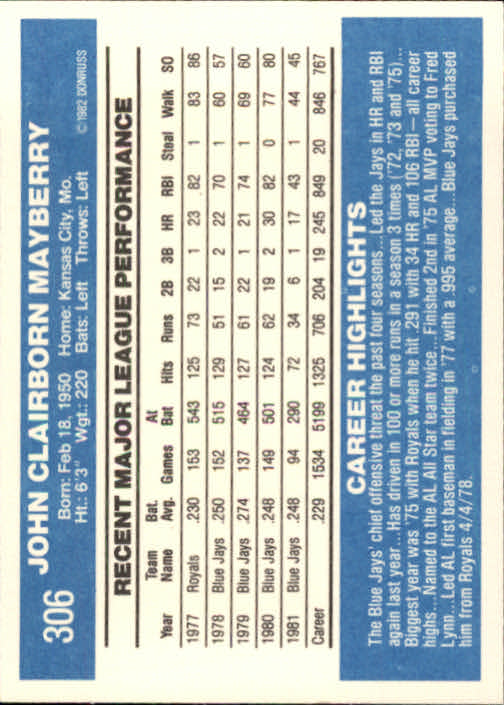 306 JOHN CLAIRBORN MAYBERRY
Born: Feb 18, 1950 Home: Kansas City, Mo.
Ht.: 6'3" Wgt.: 220 Bats: Left Throws: Left
© 1982 DONRUSS
RECENT MAJOR LEAGUE PERFORMANCE
Year Team Name Bat. Avg. Games At Bat Hits Runs 2B 3B HR RBI Steal Walk SO
1977 Royals .230 153 543 125 73 22 1 23 82 1 83 86
1978 Blue Jays .250 152 515 129 51 15 2 22 70 1 60 57
1979 Blue Jays .274 137 464 127 61 22 1 21 74 1 69 60
1980 Blue Jays .248 149 501 124 62 19 2 30 82 0 77 80
1981 Blue Jays .248 94 290 72 34 6 1 17 43 1 44 45
Career .229 1534 5199 1325 706 204 19 245 849 20 846 767
CAREER HIGHLIGHTS
The Blue Jays' chief offensive threat the past four seasons...Led the Jays in HR and RBI
again last year...Has driven in 100 or more runs in a season 3 times ('72, '73 and '75)...
Biggest year was '75 with Royals when he hit .291 with 34 HR and 106 RBI—all career
highs...Named to the AL All Star team twice...Finished 2nd in '75 AL MVP voting to Fred
Lynn...Led AL first baseman in fielding in '77 with a .995 average...Blue Jays purchased
him from Royals 4/4/78.